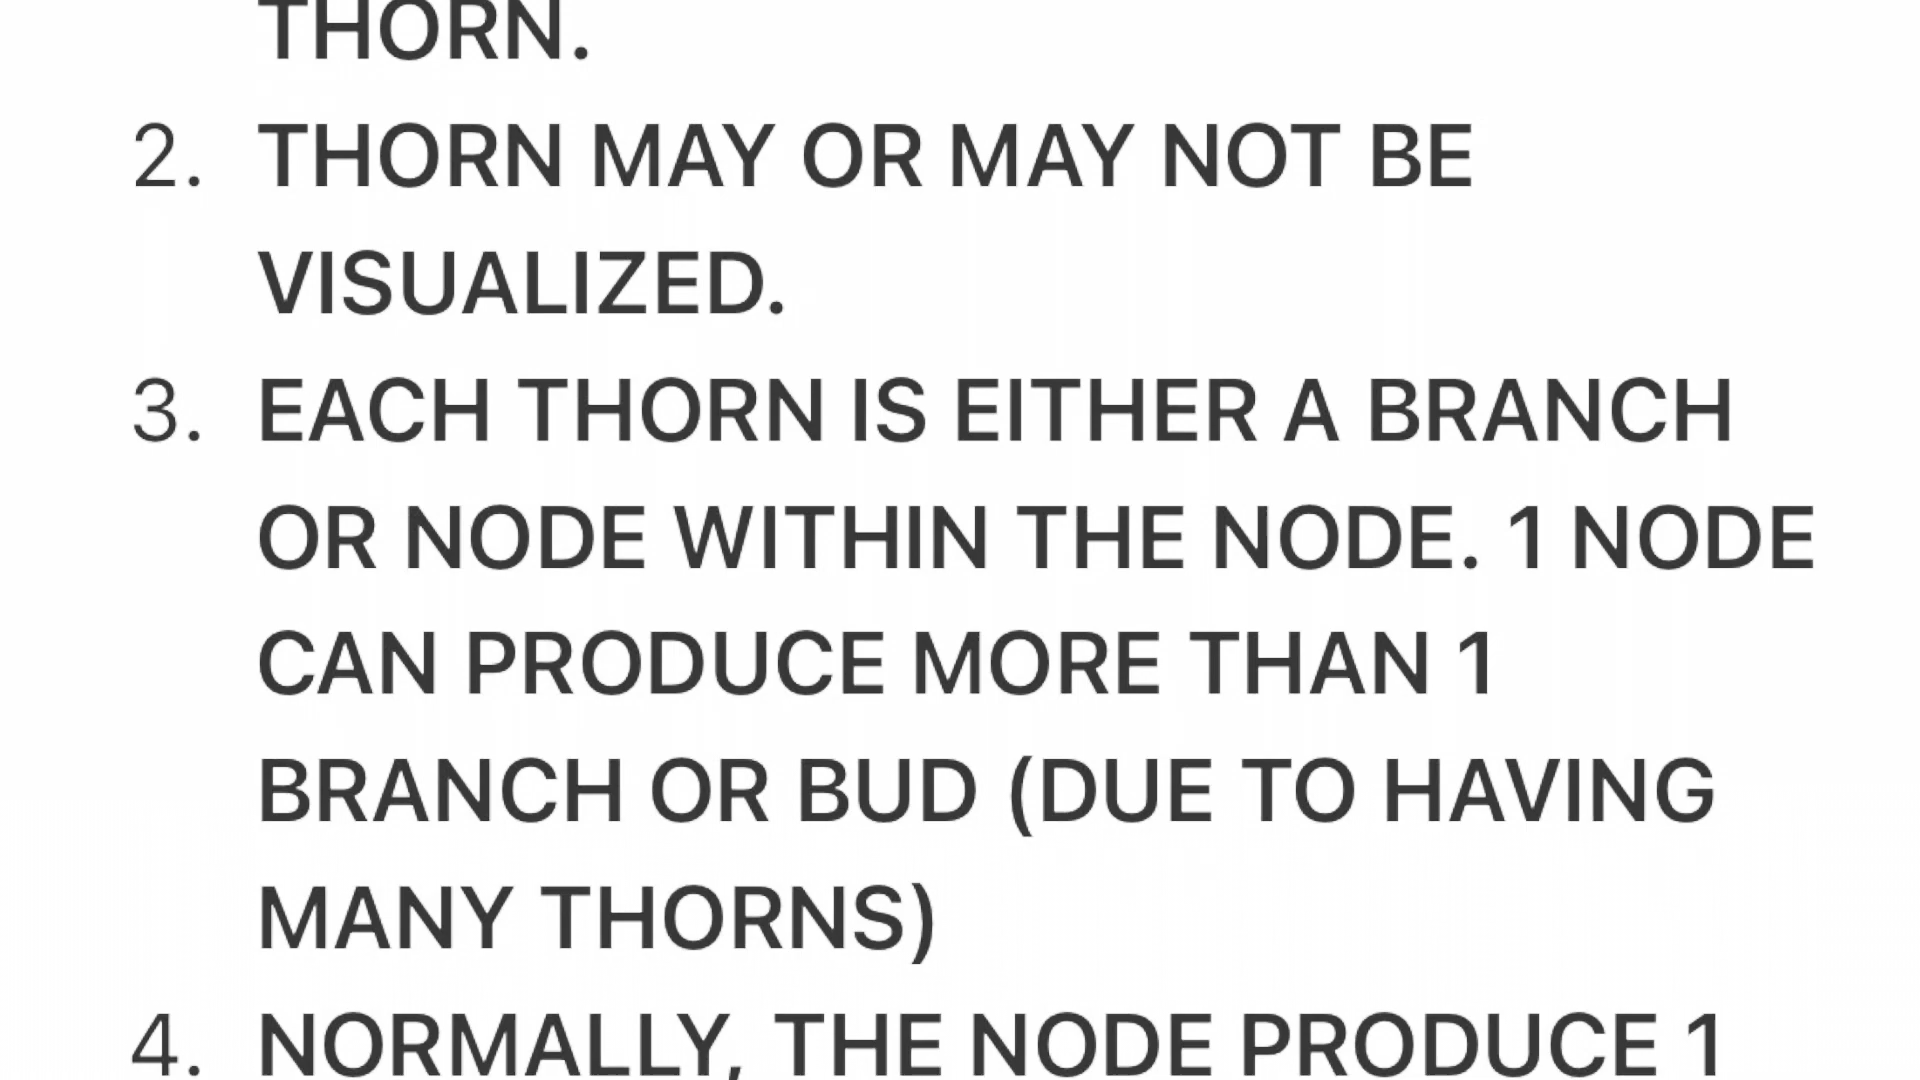 THORN.
2. THORN MAY OR MAY NOT BE
VISUALIZED.
3. EACH THORN IS EITHER A BRANCH
OR NODE WITHIN THE NODE. 1 NODE
CAN PRODUCE MORE THAN 1
BRANCH OR BUD (DUE TO HAVING
MANY THORNS)
4. NORMALLY, THE NODE PRODUCE 1